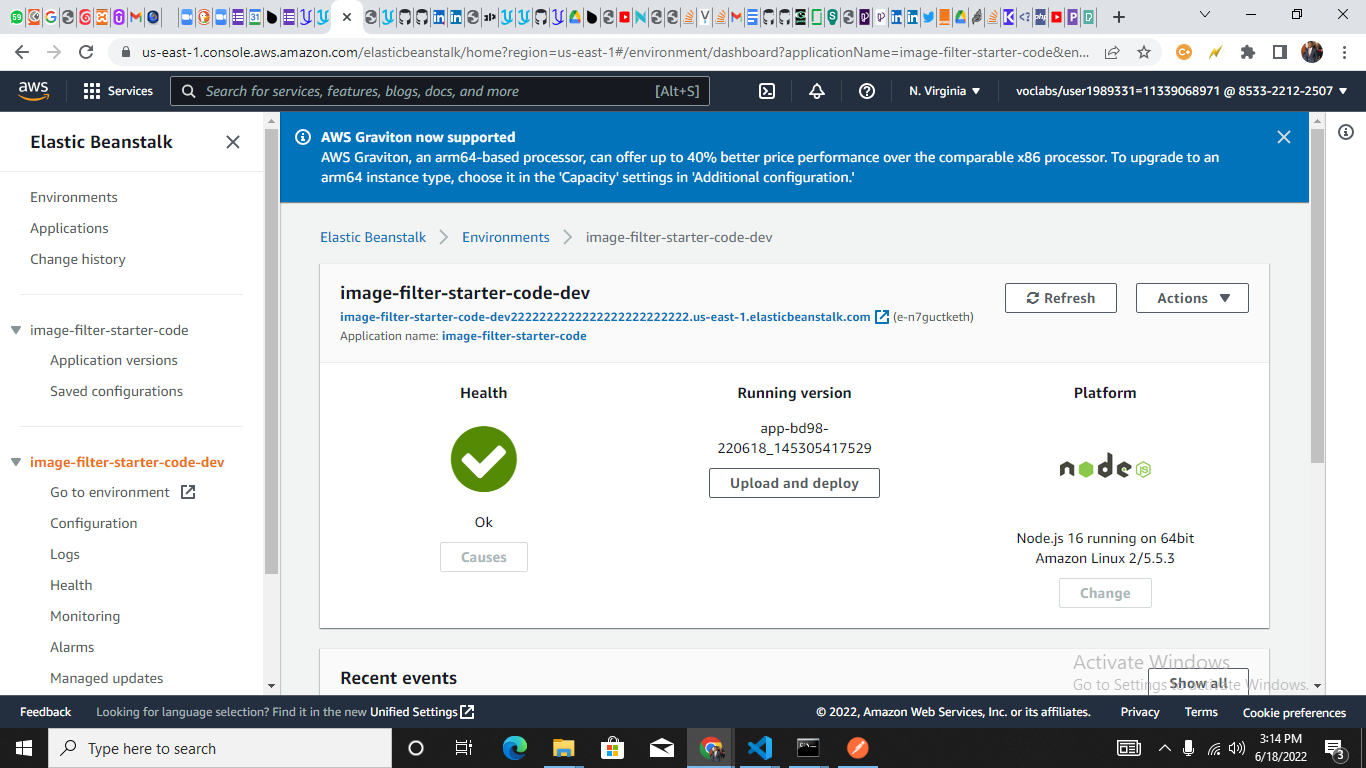 us-east-1.console.aws.amazon.com/elasticbeanstalk/home?region=us-east-1#/environment/dashboard?applicationName=image-filter-starter-code&en...
aws
Services
Search for services, features, blogs, docs, and more
[Alt+S]
N. Virginia
voclabs/user1989331=11339068971 @ 8533-2212-2507
Elastic Beanstalk
Environments
Applications
Change history
image-filter-starter-code
Application versions
Saved configurations
image-filter-starter-code-dev
Go to environment
Configuration
Logs
Health
Monitoring
Alarms
Managed updates
AWS Graviton now supported
AWS Graviton, an arm64-based processor, can offer up to 40% better price performance over the comparable x86 processor. To upgrade to an
arm64 instance type, choose it in the 'Capacity' settings in 'Additional configuration.'
Elastic Beanstalk
Environments
image-filter-starter-code-dev
image-filter-starter-code-dev
(e-n7guctketh)
Application name: image-filter-starter-code
Refresh
Actions
Health
Ok
Causes
Running version
app-bd98-
220618_145305417529
Upload and deploy
Platform
node JS
Node.js 16 running on 64bit
Amazon Linux 2/5.5.3
Change
Recent events
Show all
Activate Windows
Go to Settings to activate Windows.
Feedback
Looking for language selection? Find it in the new Unified Settings
© 2022, Amazon Web Services, Inc. or its affiliates.
Privacy
Terms
Cookie preferences
Type here to search
3:14 PM
6/18/2022
3